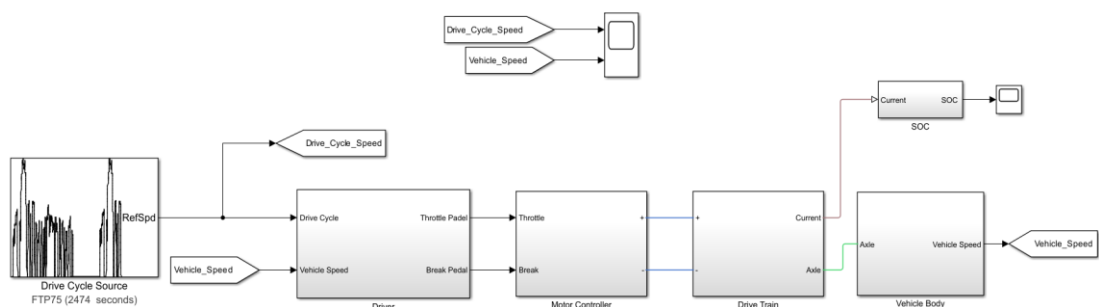 Drive_Cycle_Speed
Vehicle_Speed
Current
SOC
SOC
Drive_Cycle_Speed
RefSpd
Drive Cycle
Throttle Padel
Throttle
+
+
Current
Vehicle_Speed
Vehicle Speed
Break Pedal
Break
-
-
Axle
Axle
Vehicle Speed
Vehicle_Speed
Drive Cycle Source
FTP75 (2474 seconds)
Driver
Motor Controller
Drive Train
Vehicle Body